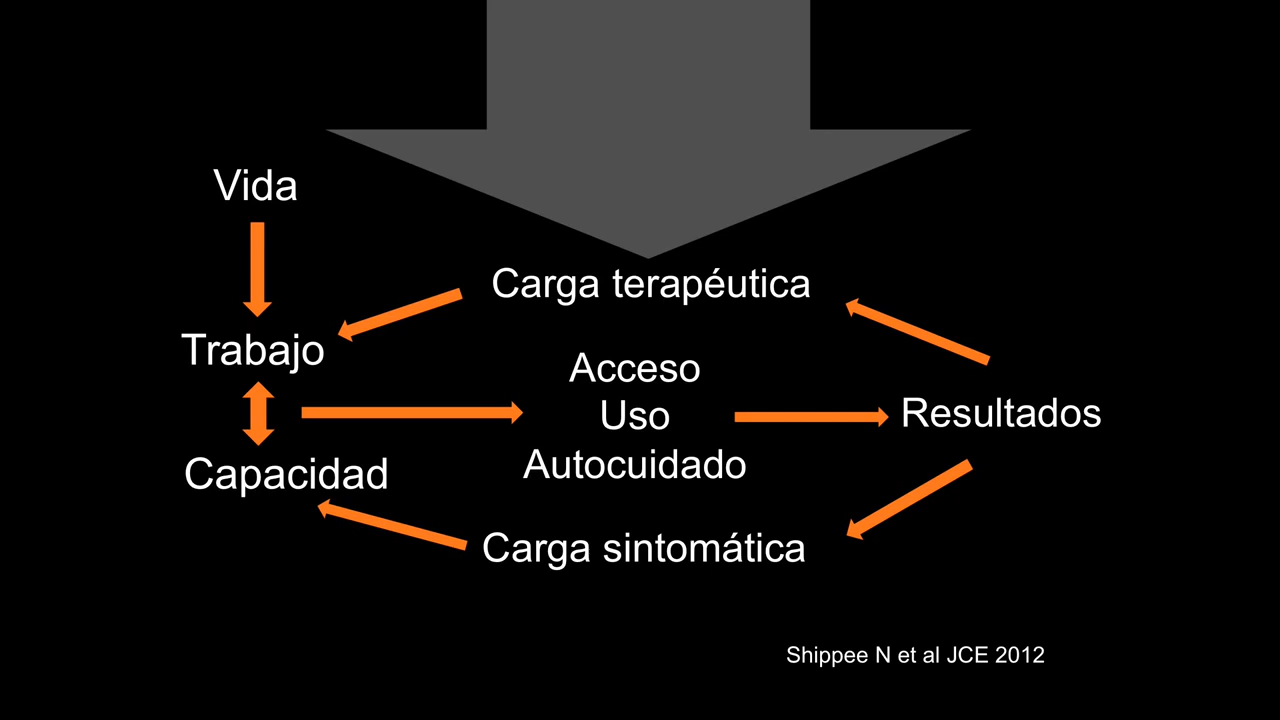 Vida
Carga terapéutica
Trabajo
Acceso
Uso
Autocuidado
Resultados
Capacidad
Carga sintomática
Shippee N et al JCE 2012